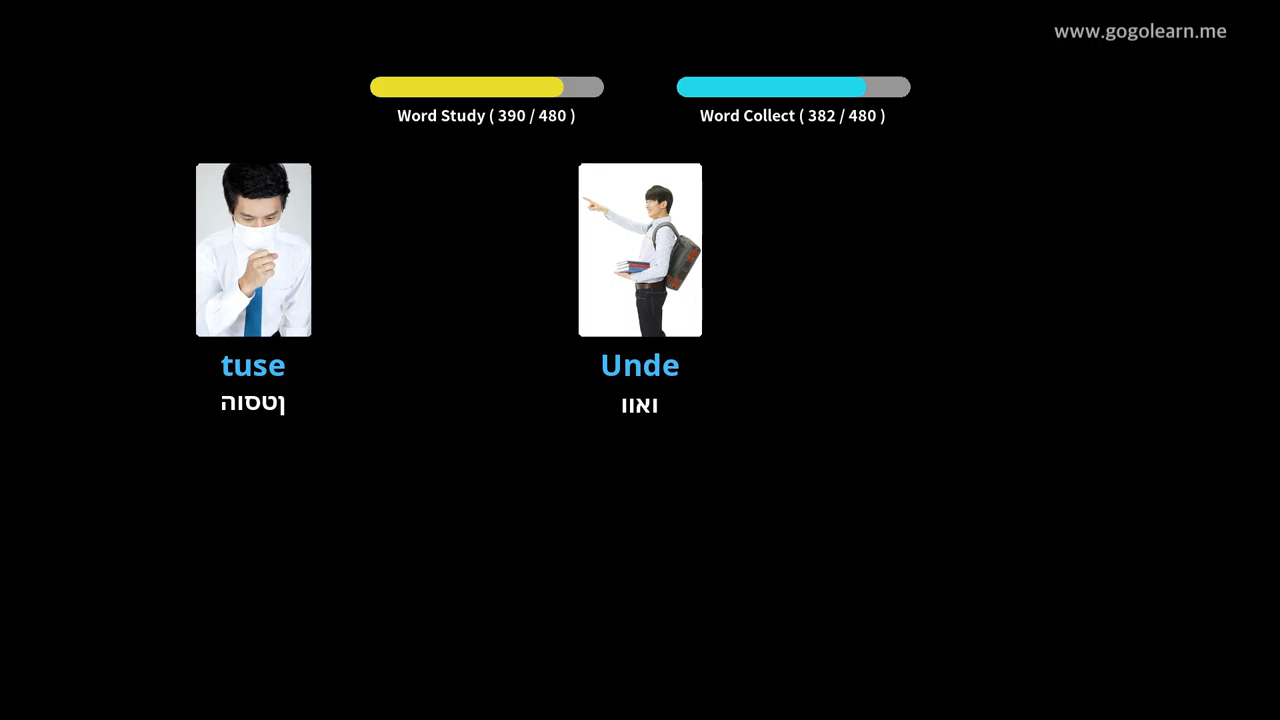 www.gogolearn.me
Word Study ( 390 / 480 )
Word Collect ( 382 / 480 )
tuse
ןטסוה
Unde
ואוו